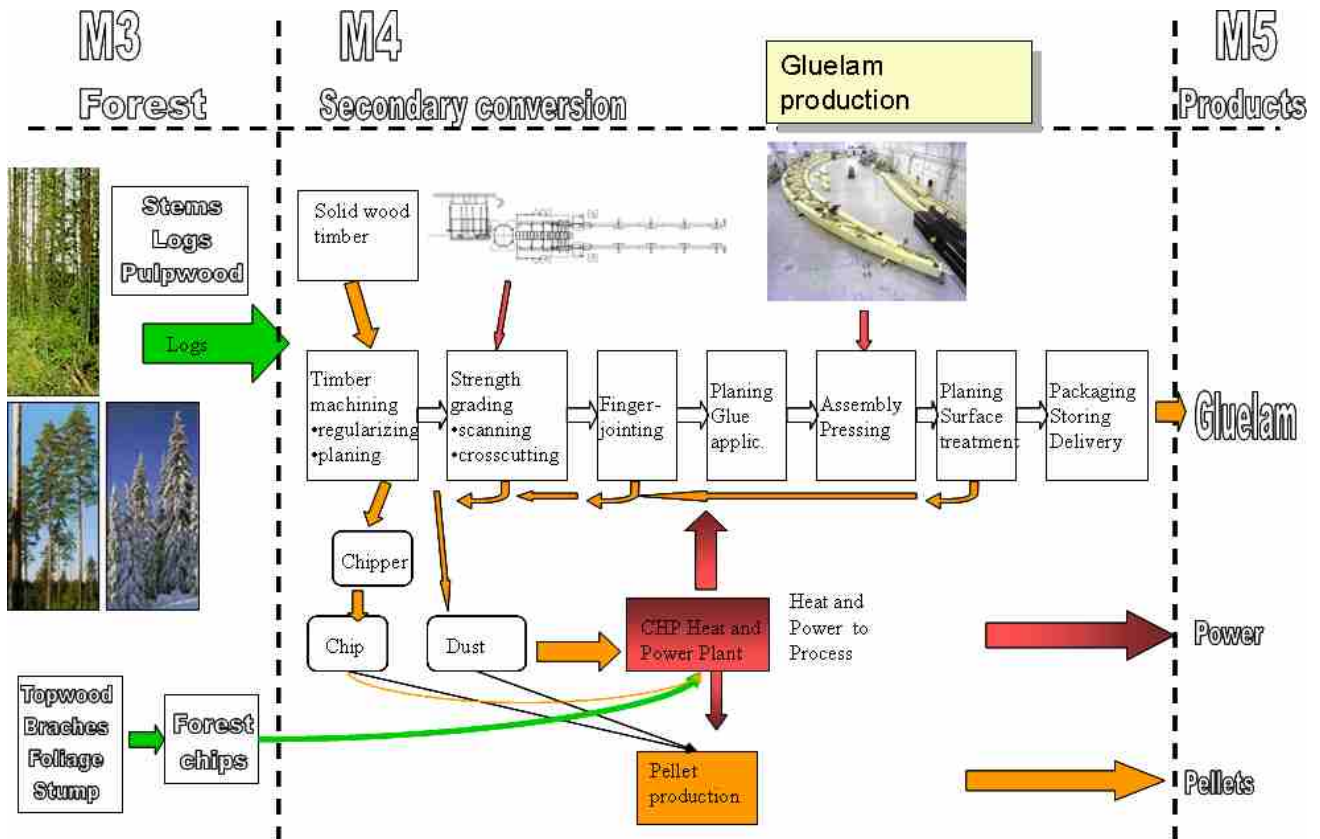 M3
Forest
M4
Secondary conversion
Gluelam
production
M5
Products
Stems
Logs
Pulpwood
Solid wood
timber
Logs
Timber
machining
•regularizing
•planing
Strength
grading
•scanning
•crosscutting
Finger-
jointing
Planing
Glue
applic.
Assembly
Pressing
Planing
Surface
treatment
Packaging
Storing
Delivery
Gluelam
Chipper
Chip
Dust
CHP Heat and
Power Plant
Heat and
Power to
Process
Power
Topwood
Braches
Foliage
Stump
Forest
chips
Pellet
production
Pellets